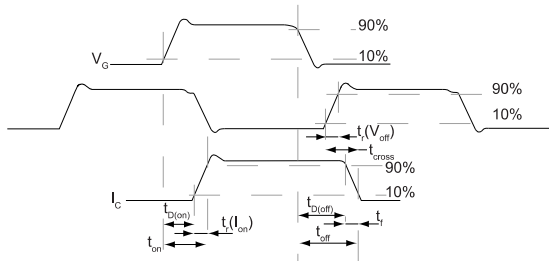 90%
V_G
10%
90%
10%
t_r(V_off)
t_cross
90%
I_C
10%
t_D(on)
t_D(off)
t_r(I_on)
t_f
t_on
t_off